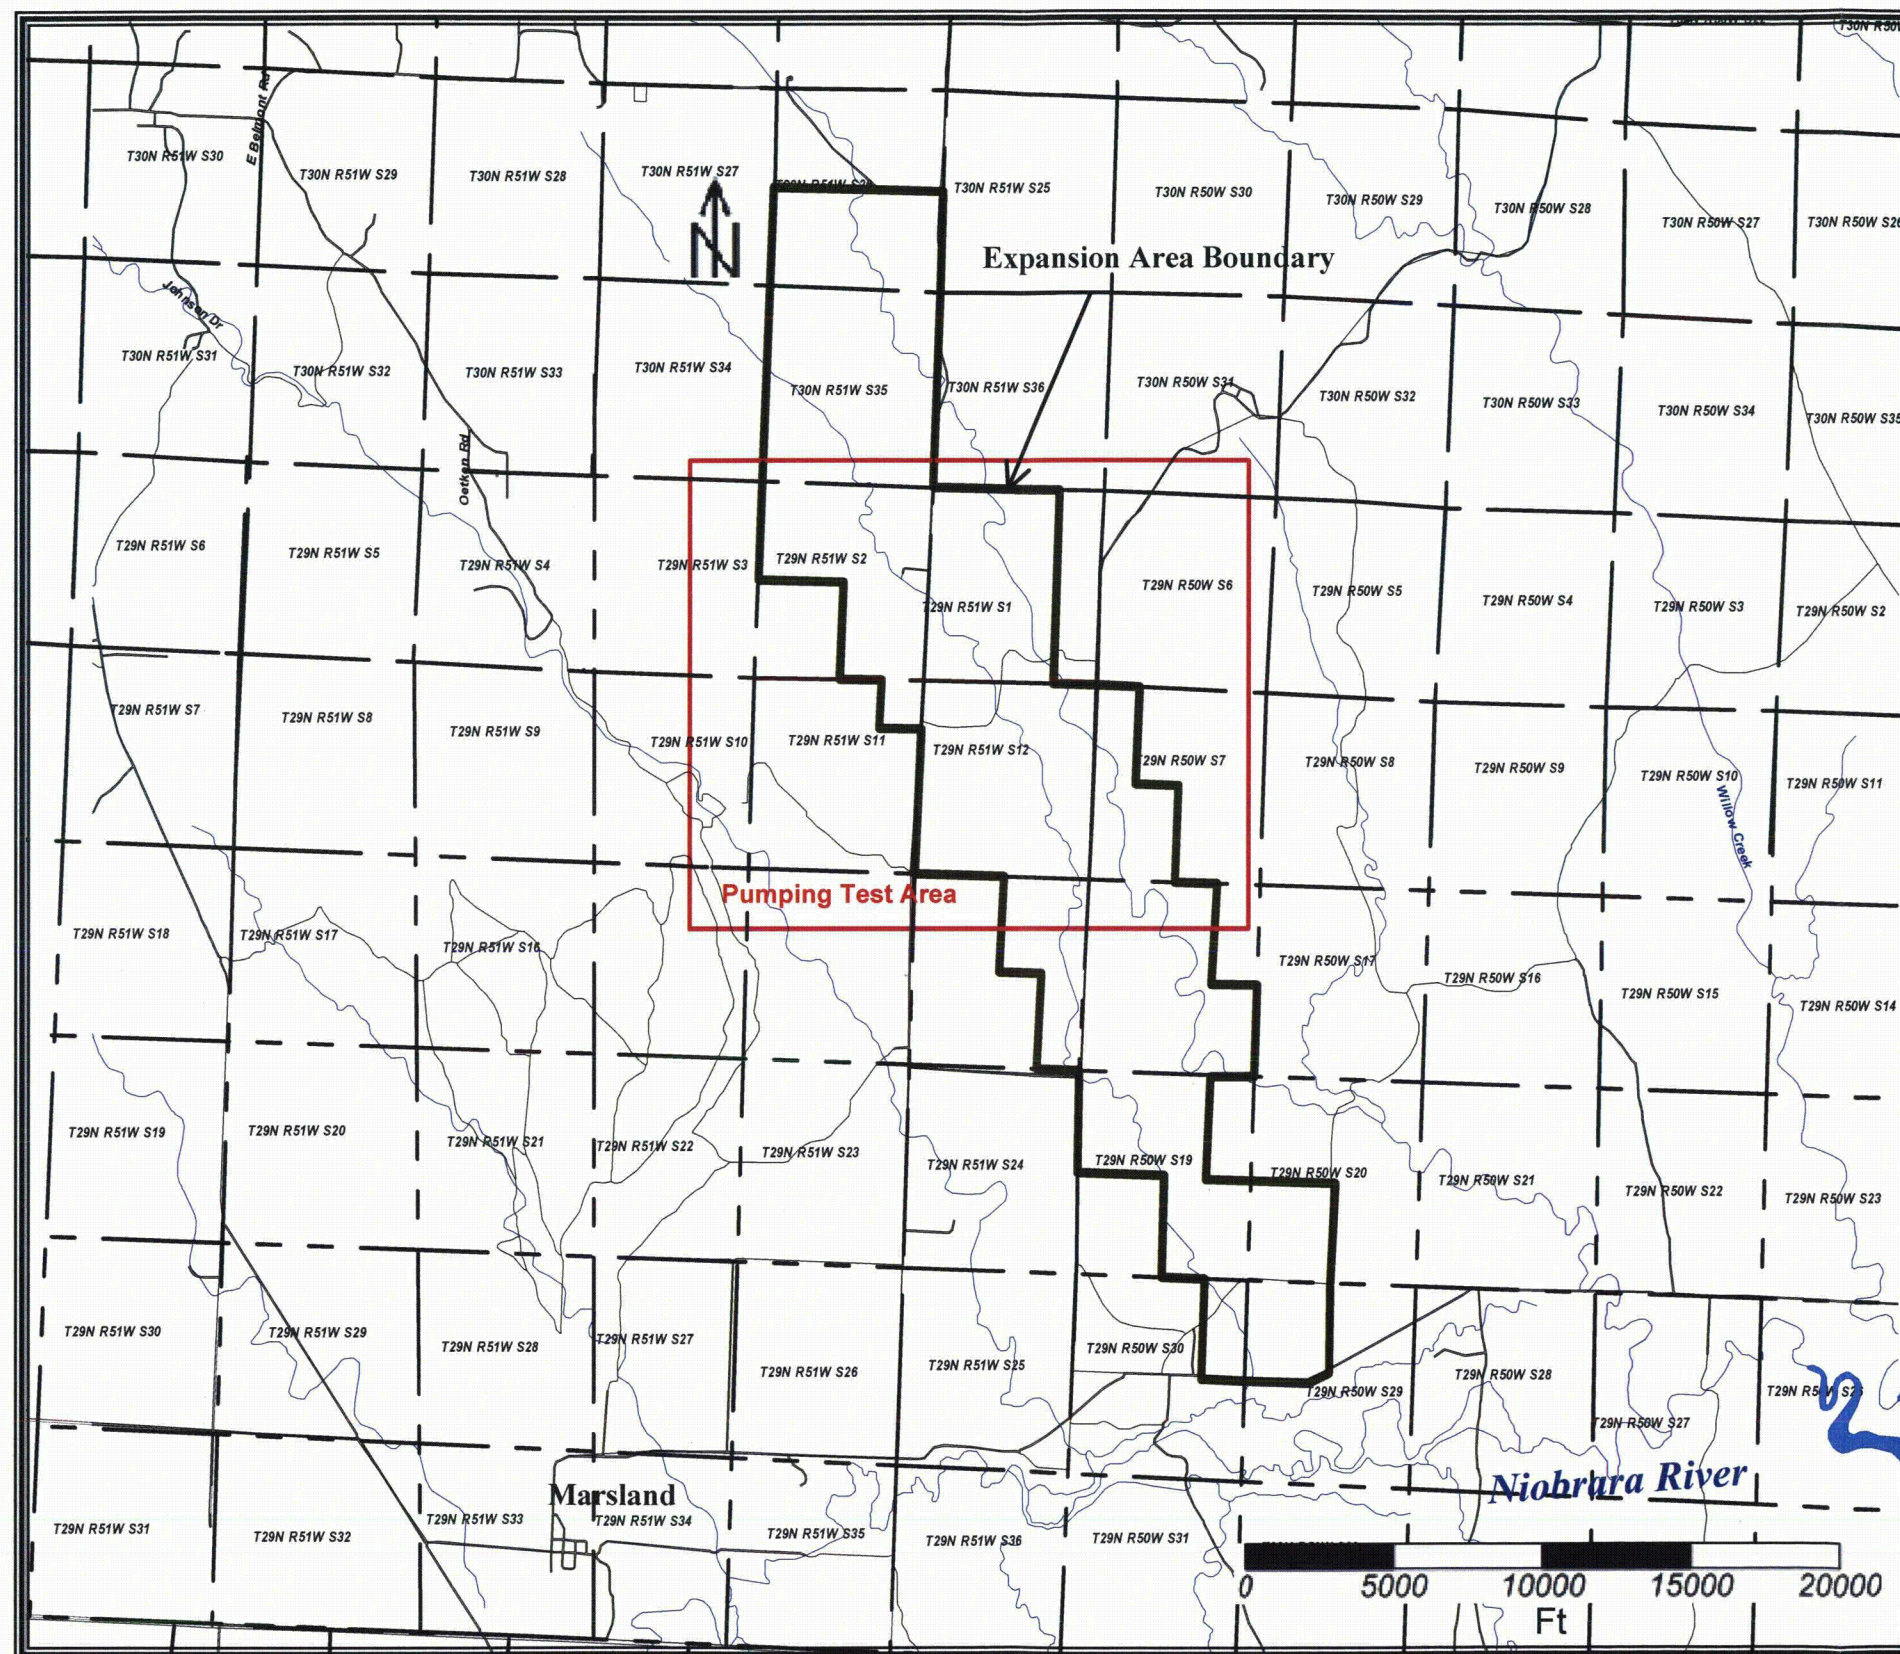 T30N R50W
E Belmont Rd
T30N R51W S30
T30N R51W S29
T30N R51W S28
T30N R51W S27
T30N R51W S25
T30N R50W S30
T30N R50W S29
T30N R50W S28
T30N R50W S27
T30N R50W S26
N
Expansion Area Boundary
Johnson Dr
T30N R51W S31
T30N R51W S32
T30N R51W S33
T30N R51W S34
T30N R51W S35
T30N R51W S36
T30N R50W S31
T30N R50W S32
T30N R50W S33
T30N R50W S34
T30N R50W S35
Oetken Rd
T29N R51W S6
T29N R51W S5
T29N R51W S4
T29N R51W S3
T29N R51W S2
T29N R51W S1
T29N R50W S6
T29N R50W S5
T29N R50W S4
T29N R50W S3
T29N R50W S2
T29N R51W S7
T29N R51W S8
T29N R51W S9
T29N R51W S10
T29N R51W S11
T29N R51W S12
T29N R50W S7
T29N R50W S8
T29N R50W S9
T29N R50W S10
T29N R50W S11
Willow Creek
Pumping Test Area
T29N R51W S18
T29N R51W S17
T29N R51W S16
T29N R50W S17
T29N R50W S16
T29N R50W S15
T29N R50W S14
T29N R51W S19
T29N R51W S20
T29N R51W S21
T29N R51W S22
T29N R51W S23
T29N R51W S24
T29N R50W S19
T29N R50W S20
T29N R50W S21
T29N R50W S22
T29N R50W S23
T29N R51W S30
T29N R51W S29
T29N R51W S28
T29N R51W S27
T29N R51W S26
T29N R51W S25
T29N R50W S30
T29N R50W S29
T29N R50W S28
T29N R50W S27
T29N R50W S26
Marsland
Niobrara River
T29N R51W S31
T29N R51W S32
T29N R51W S33
T29N R51W S34
T29N R51W S35
T29N R51W S36
T29N R50W S31
0 5000 10000 15000 20000
Ft